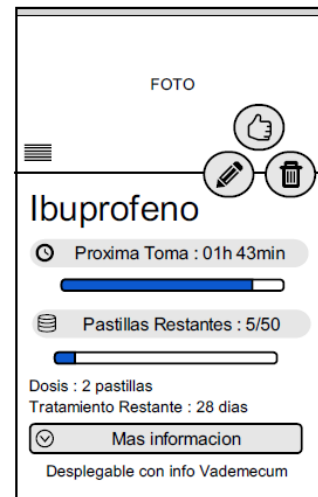 FOTO
Ibuprofeno
Proxima Toma : 01h 43min
Pastillas Restantes : 5/50
Dosis : 2 pastillas
Tratamiento Restante : 28 dias
Mas informacion
Desplegable con info Vademecum